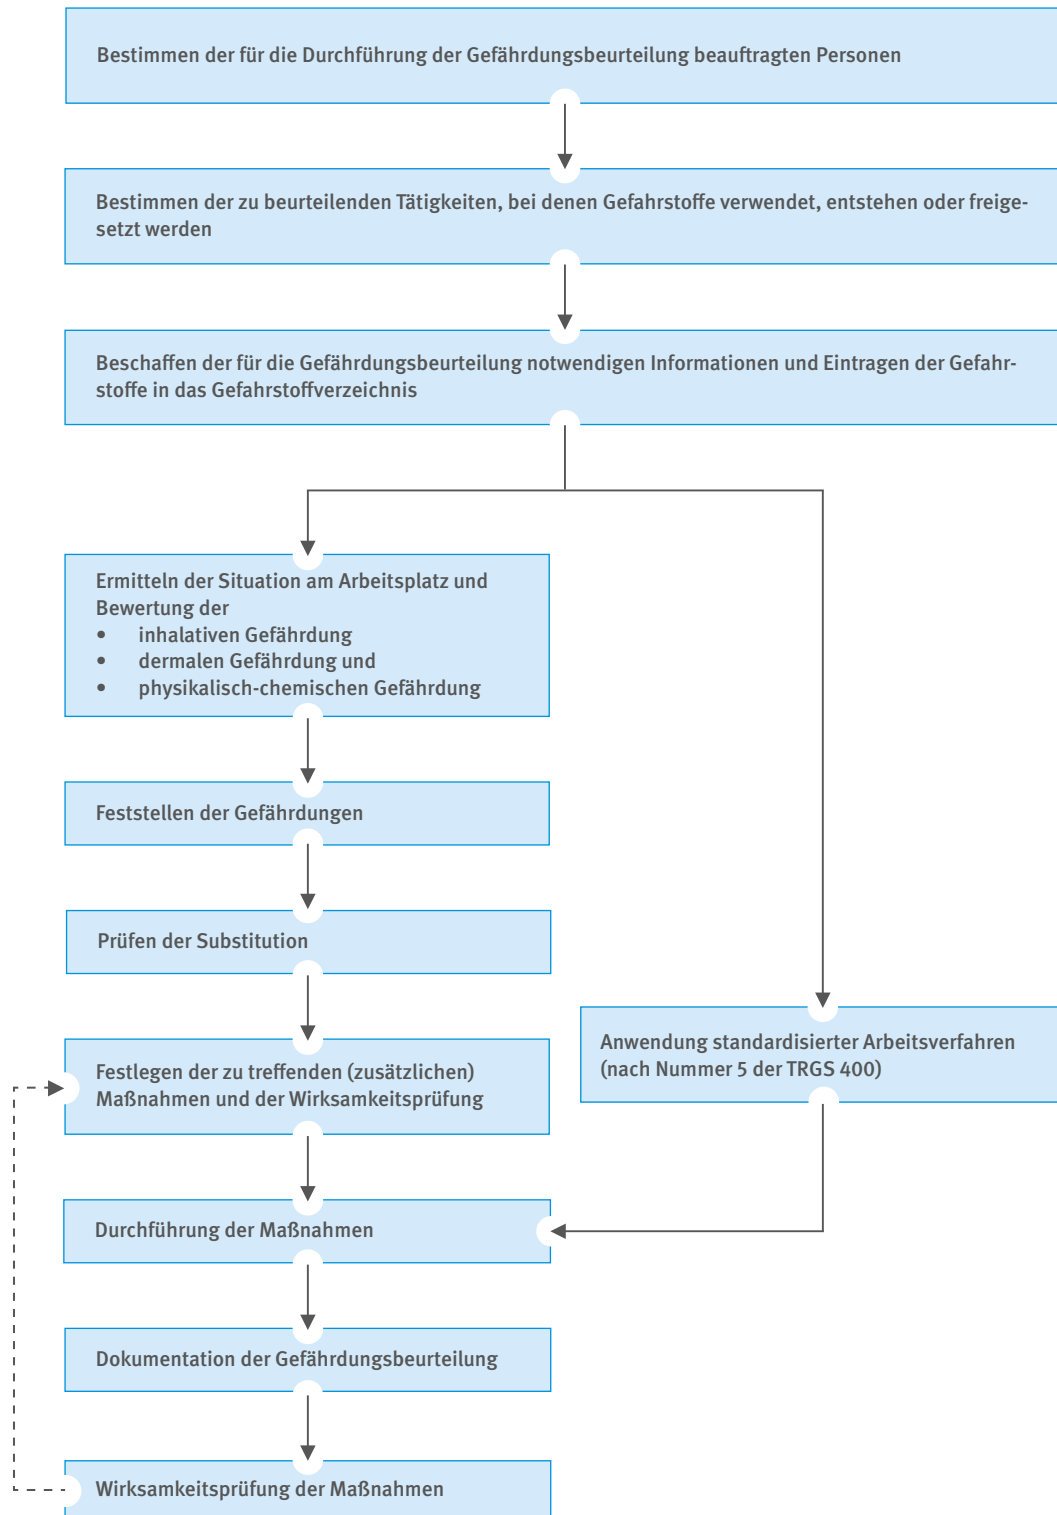 Bestimmen der für die Durchführung der Gefährdungsbeurteilung beauftragten Personen
Bestimmen der zu beurteilenden Tätigkeiten, bei denen Gefahrstoffe verwendet, entstehen oder freige-
setzt werden
Beschaffen der für die Gefährdungsbeurteilung notwendigen Informationen und Eintragen der Gefahr-
stoffe in das Gefahrstoffverzeichnis
Ermitteln der Situation am Arbeitsplatz und
Bewertung der
• inhalativen Gefährdung
• dermalen Gefährdung und
• physikalisch-chemischen Gefährdung
Feststellen der Gefährdungen
Prüfen der Substitution
Festlegen der zu treffenden (zusätzlichen)
Maßnahmen und der Wirksamkeitsprüfung
Anwendung standardisierter Arbeitsverfahren
(nach Nummer 5 der TRGS 400)
Durchführung der Maßnahmen
Dokumentation der Gefährdungsbeurteilung
Wirksamkeitsprüfung der Maßnahmen